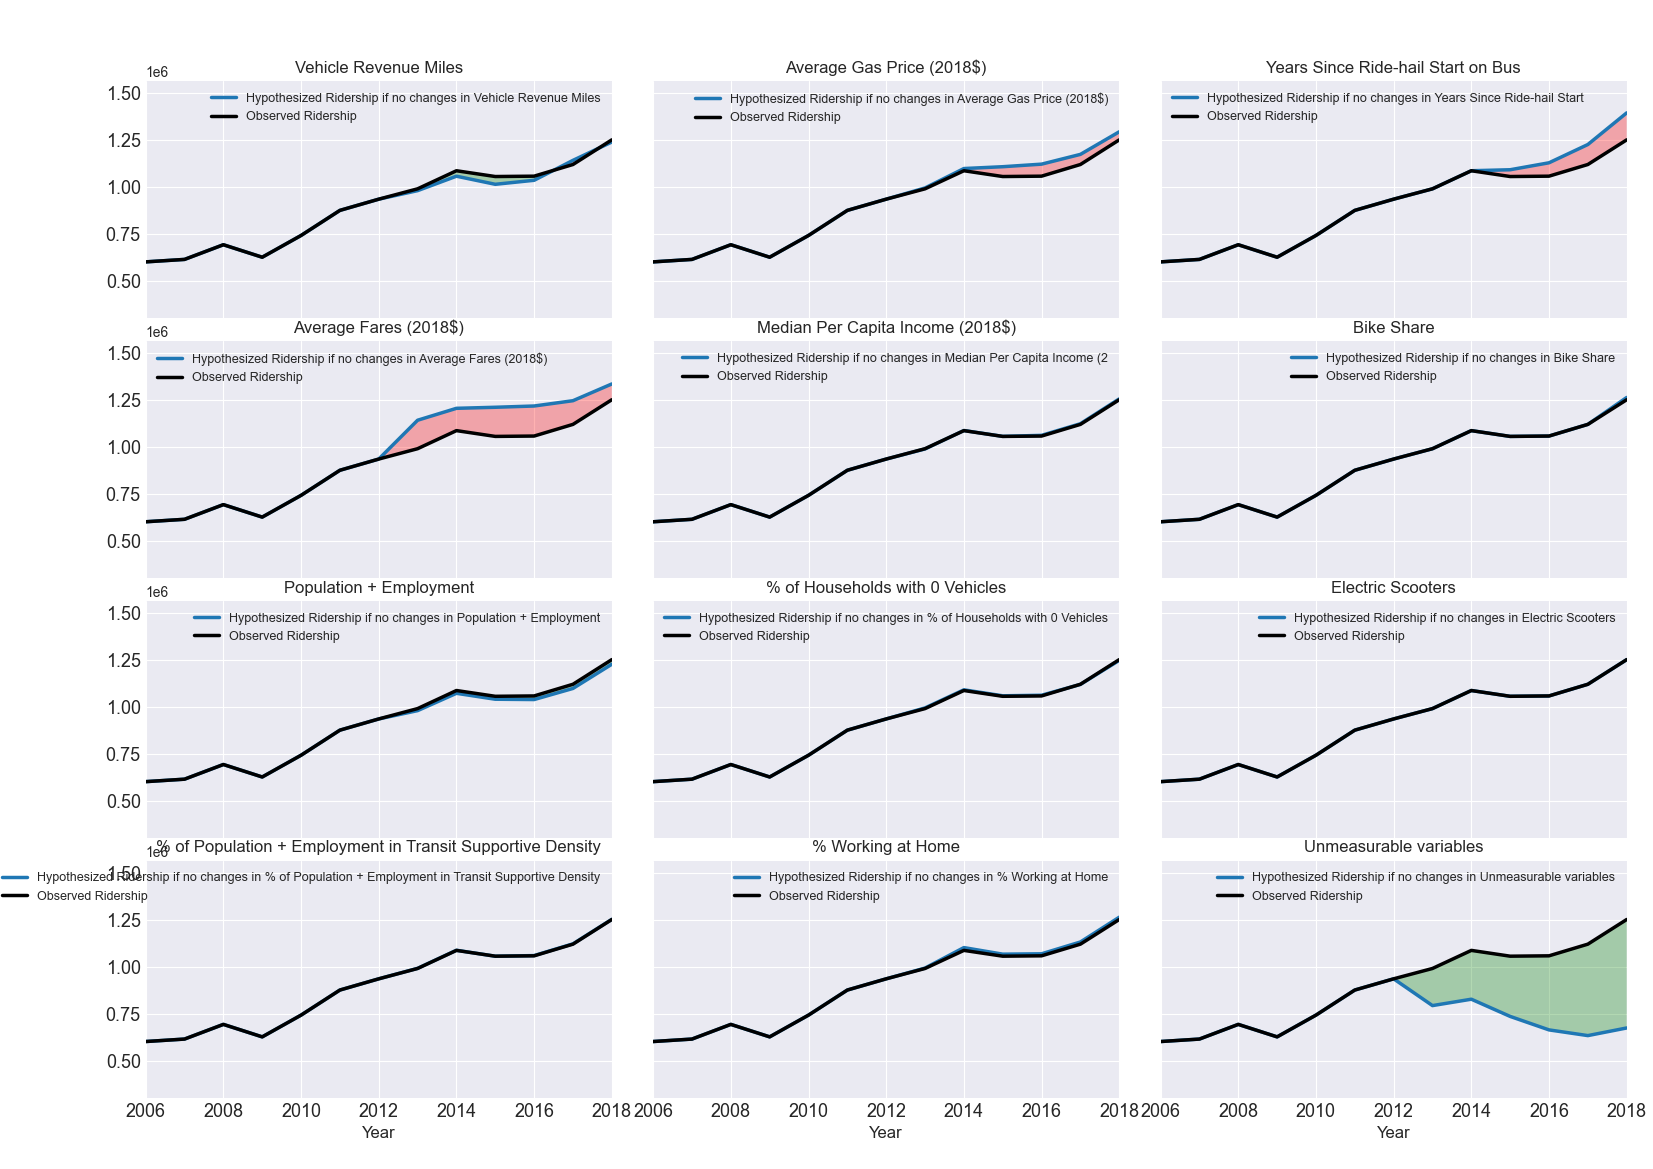 Vehicle Revenue Miles
1e6
Hypothesized Ridership if no changes in Vehicle Revenue Miles
Observed Ridership
1.50
1.25
1.00
0.75
0.50
Average Gas Price (2018$)
Hypothesized Ridership if no changes in Average Gas Price (2018$)
Observed Ridership
Years Since Ride-hail Start on Bus
Hypothesized Ridership if no changes in Years Since Ride-hail Start
Observed Ridership
Average Fares (2018$)
1e6
Hypothesized Ridership if no changes in Average Fares (2018$)
Observed Ridership
1.50
1.25
1.00
0.75
0.50
Median Per Capita Income (2018$)
Hypothesized Ridership if no changes in Median Per Capita Income (2
Observed Ridership
Bike Share
Hypothesized Ridership if no changes in Bike Share
Observed Ridership
Population + Employment
1e6
Hypothesized Ridership if no changes in Population + Employment
Observed Ridership
1.50
1.25
1.00
0.75
0.50
% of Households with 0 Vehicles
Hypothesized Ridership if no changes in % of Households with 0 Vehicles
Observed Ridership
Electric Scooters
Hypothesized Ridership if no changes in Electric Scooters
Observed Ridership
% of Population + Employment in Transit Supportive Density
1e6
Hypothesized Ridership if no changes in % of Population + Employment in Transit Supportive Density
Observed Ridership
1.50
1.25
1.00
0.75
0.50
2006 2008 2010 2012 2014 2016 2018
Year
% Working at Home
Hypothesized Ridership if no changes in % Working at Home
Observed Ridership
2006 2008 2010 2012 2014 2016 2018
Year
Unmeasurable variables
Hypothesized Ridership if no changes in Unmeasurable variables
Observed Ridership
2006 2008 2010 2012 2014 2016 2018
Year